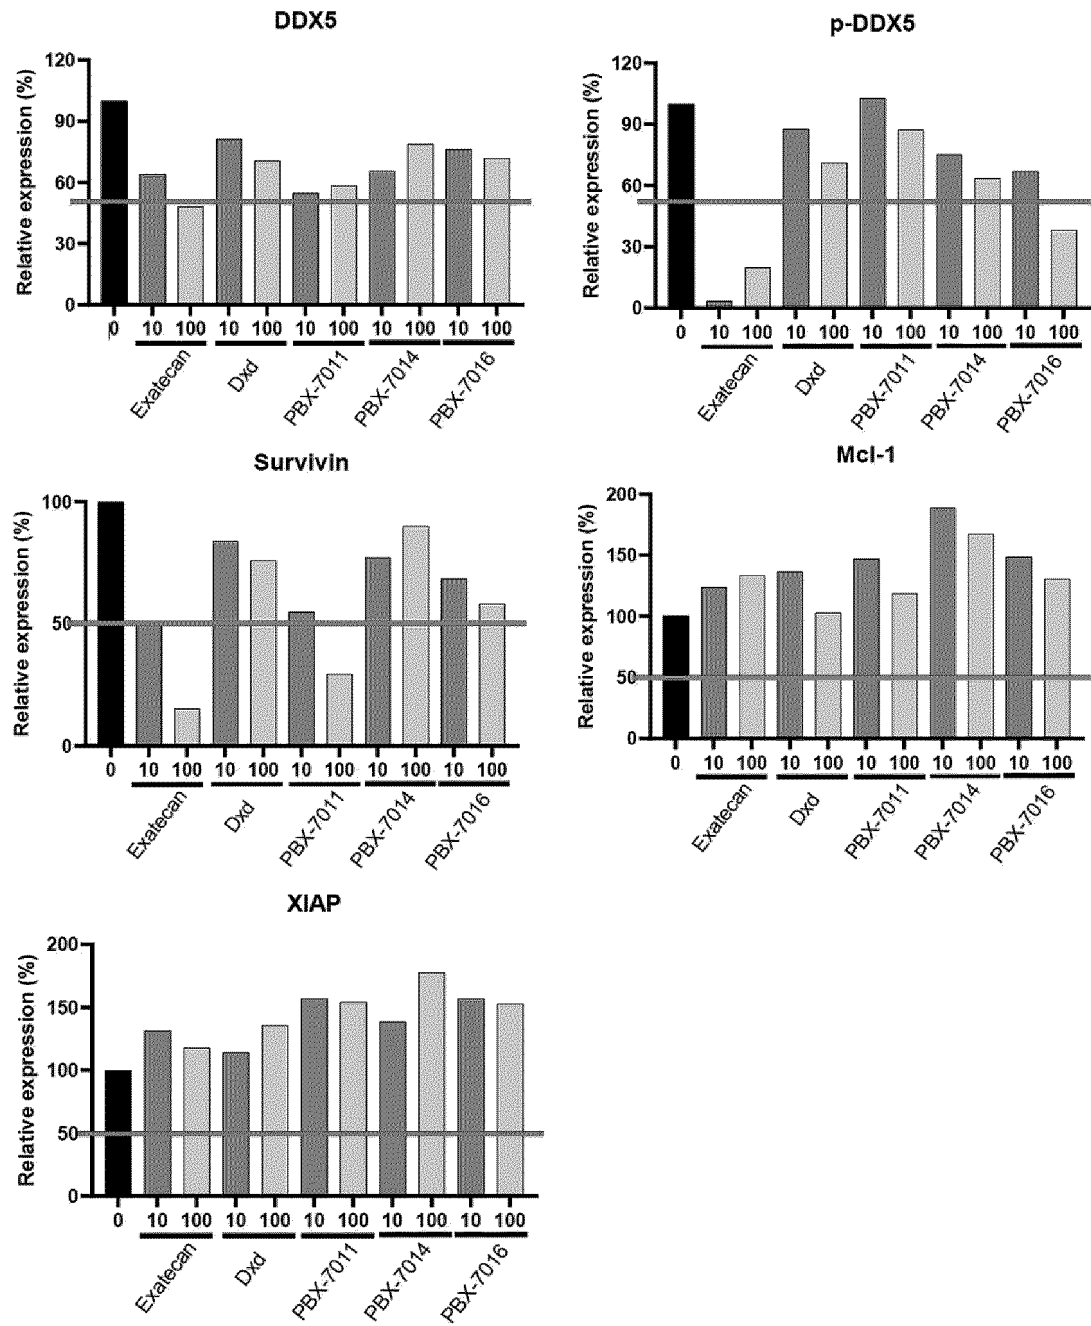 DDX5
Relative expression (%)
120
90
60
30
0
0 10 100 10 100 10 100 10 100 10 100
Exatecan Dxd PBX-7011 PBX-7014 PBX-7016
p-DDX5
Relative expression (%)
120
90
60
30
0
0 10 100 10 100 10 100 10 100 10 100
Exatecan Dxd PBX-7011 PBX-7014 PBX-7016
Survivin
Relative expression (%)
100
50
0
0 10 100 10 100 10 100 10 100 10 100
Exatecan Dxd PBX-7011 PBX-7014 PBX-7016
Mcl-1
Relative expression (%)
200
150
100
50
0
0 10 100 10 100 10 100 10 100 10 100
Exatecan Dxd PBX-7011 PBX-7014 PBX-7016
XIAP
Relative expression (%)
200
150
100
50
0
0 10 100 10 100 10 100 10 100 10 100
Exatecan Dxd PBX-7011 PBX-7014 PBX-7016